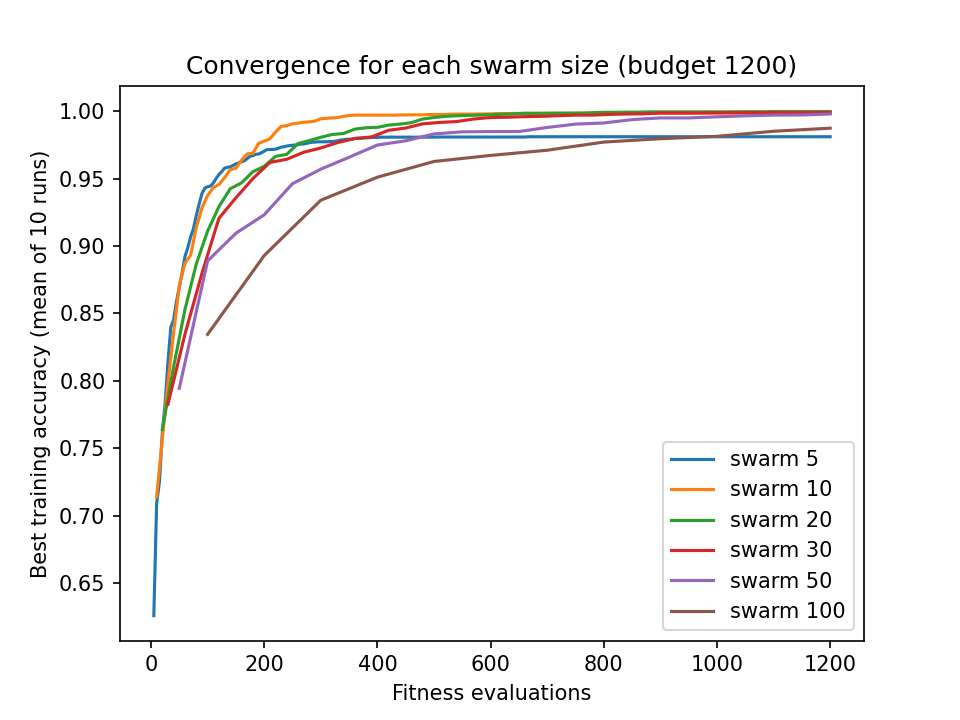 Convergence for each swarm size (budget 1200)
Best training accuracy (mean of 10 runs)
1.00
0.95
0.90
0.85
0.80
0.75
0.70
0.65
swarm 5
swarm 10
swarm 20
swarm 30
swarm 50
swarm 100
0 200 400 600 800 1000 1200
Fitness evaluations